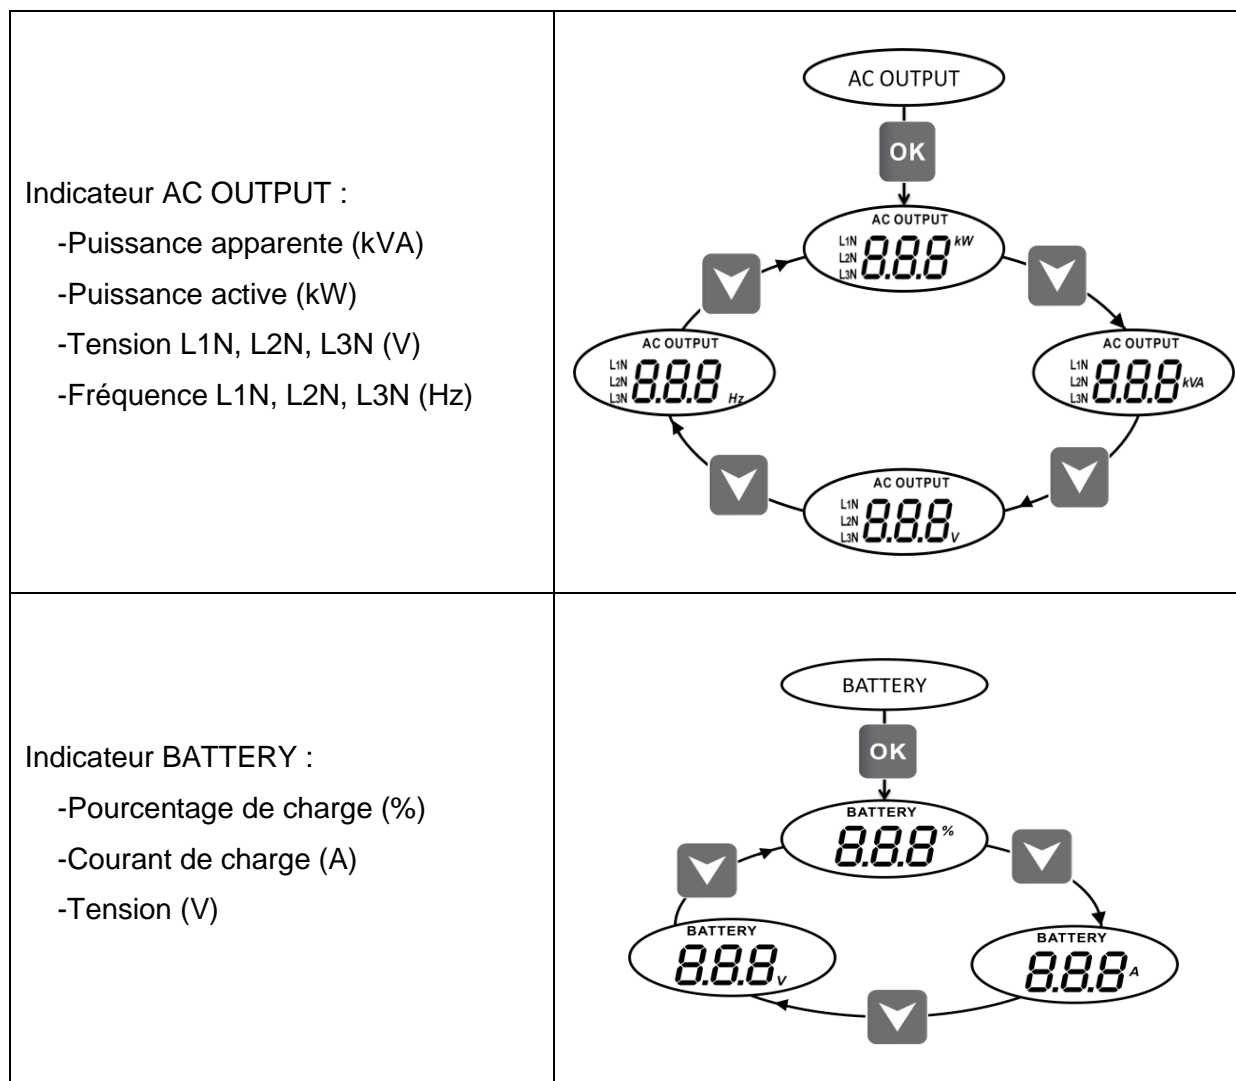 Indicateur AC OUTPUT :
-Puissance apparente (kVA)
-Puissance active (kW)
-Tension L1N, L2N, L3N (V)
-Fréquence L1N, L2N, L3N (Hz)
AC OUTPUT
OK
AC OUTPUT
L1N
L2N
L3N
8.8.8 kW
AC OUTPUT
L1N
L2N
L3N
8.8.8 Hz
AC OUTPUT
L1N
L2N
L3N
8.8.8 kVA
AC OUTPUT
L1N
L2N
L3N
8.8.8 V
Indicateur BATTERY :
-Pourcentage de charge (%)
-Courant de charge (A)
-Tension (V)
BATTERY
OK
BATTERY
8.8.8 %
BATTERY
8.8.8 V
BATTERY
8.8.8 A